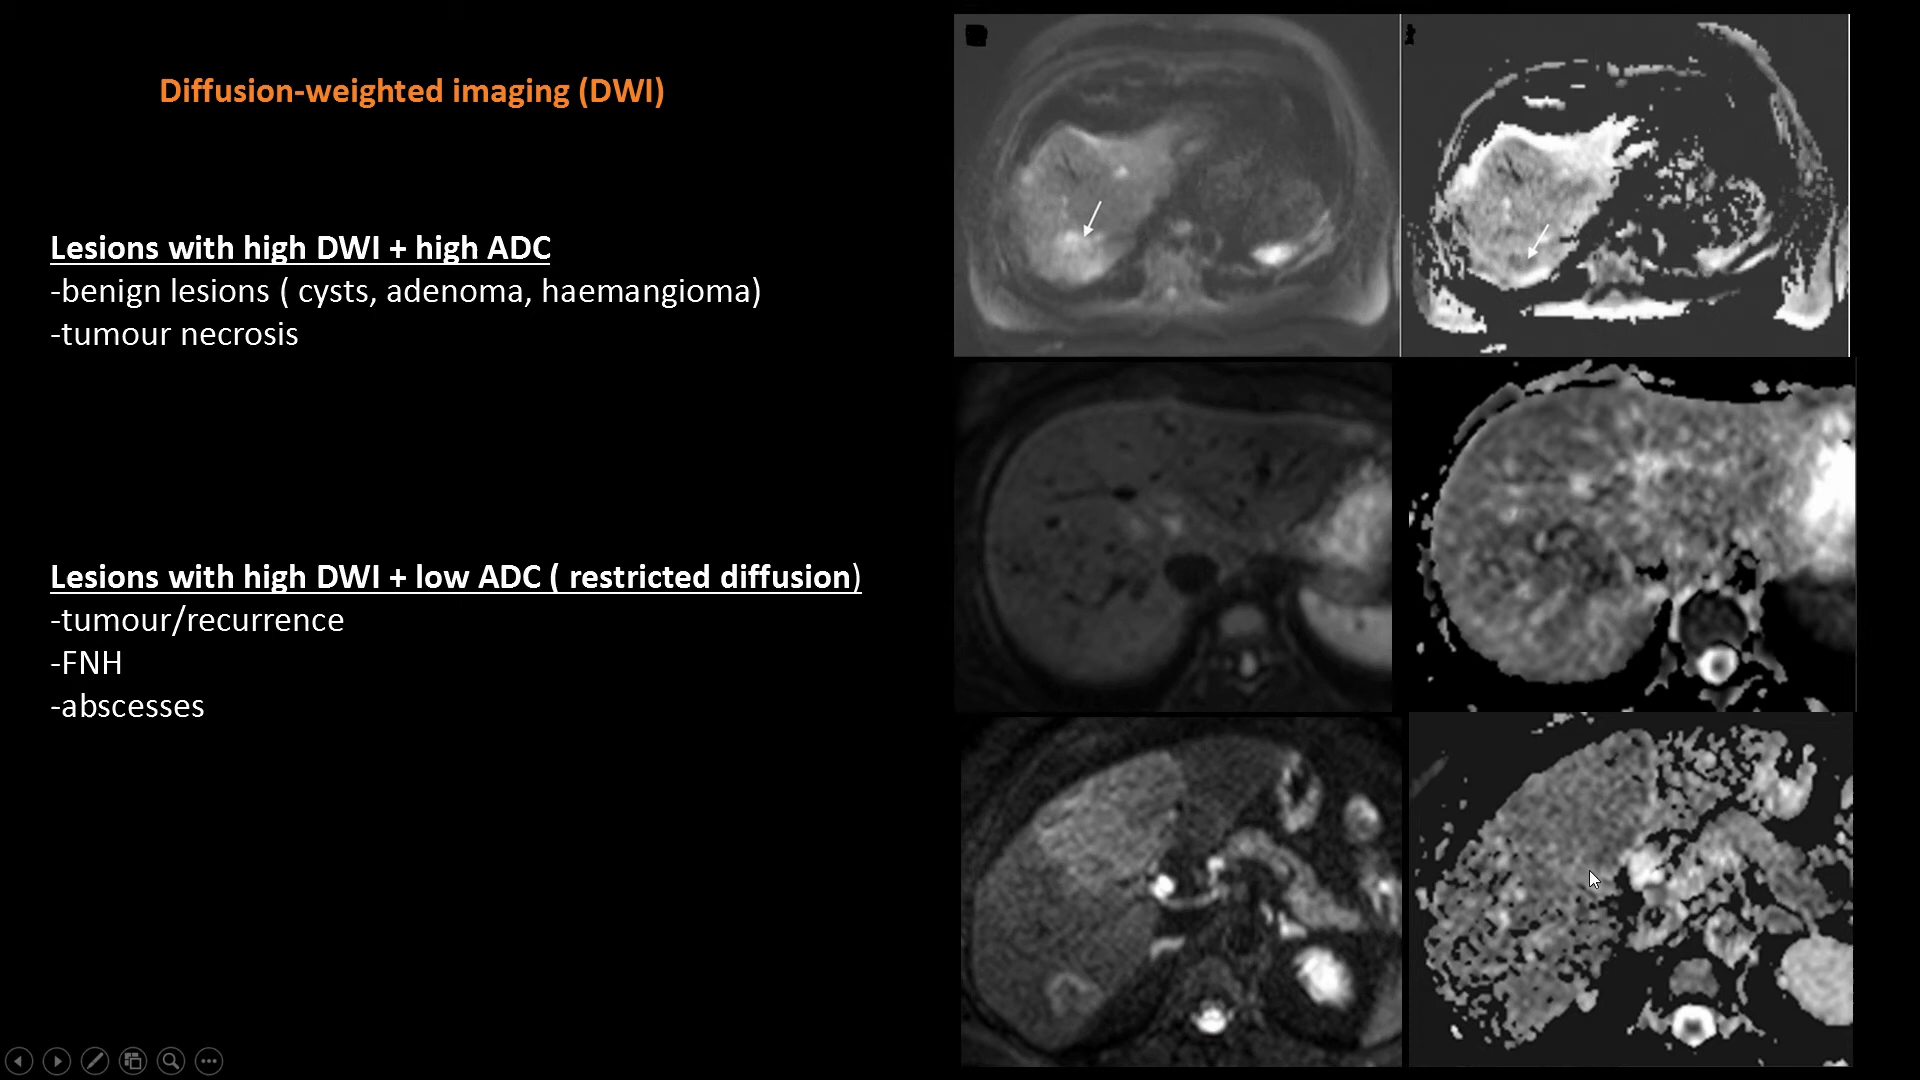 Diffusion-weighted imaging (DWI)
Lesions with high DWI + high ADC
-benign lesions ( cysts, adenoma, haemangioma)
-tumour necrosis
Lesions with high DWI + low ADC ( restricted diffusion)
-tumour/recurrence
-FNH
-abscesses